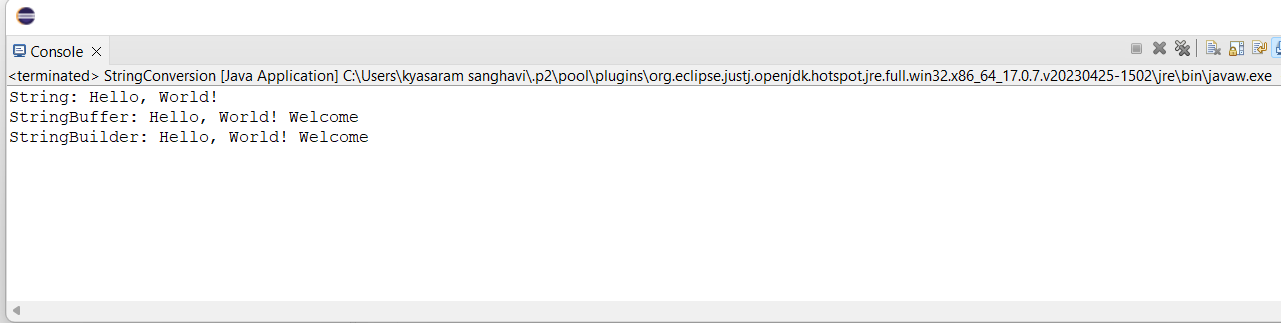 Console
<terminated> StringConversion [Java Application] C:\Users\kyasaram sanghavi\.p2\pool\plugins\org.eclipse.justj.openjdk.hotspot.jre.full.win32.x86_64_17.0.7.v20230425-1502\jre\bin\javaw.exe
String: Hello, World!
StringBuffer: Hello, World! Welcome
StringBuilder: Hello, World! Welcome